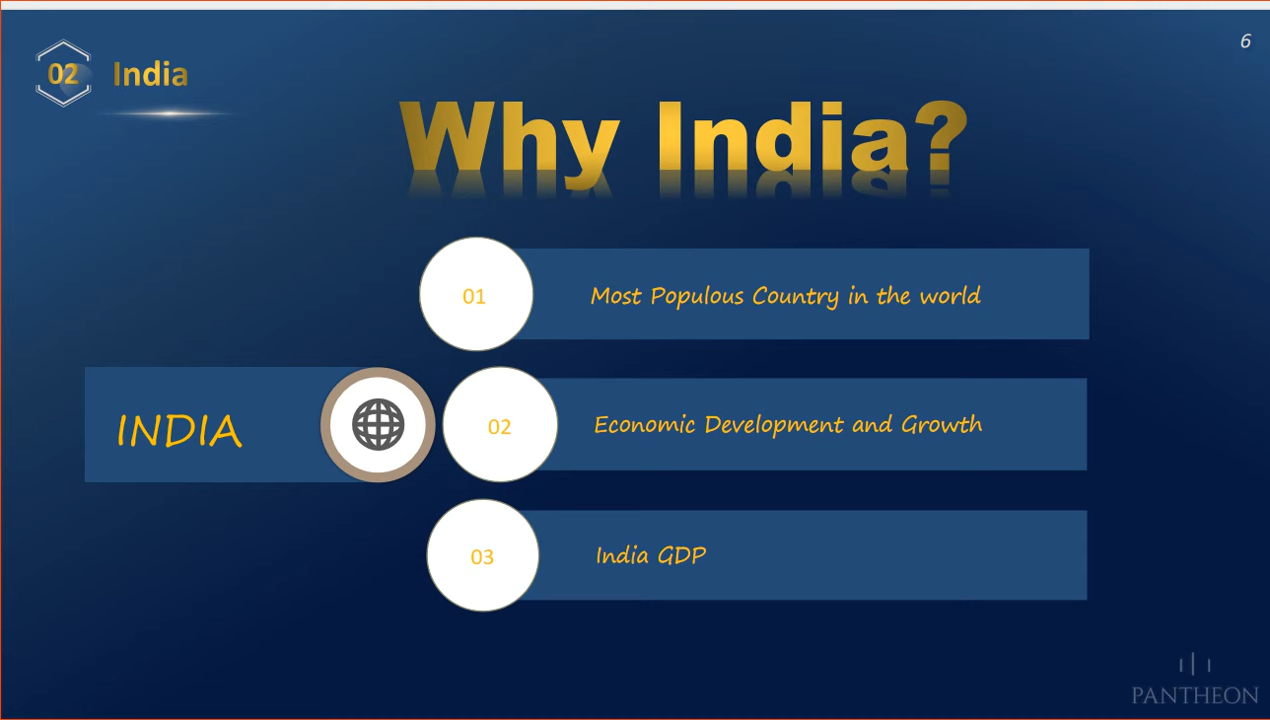 6
02 India
Why India?
01 Most Populous Country in the world
INDIA
02 Economic Development and Growth
03 India GDP
PANTHEON